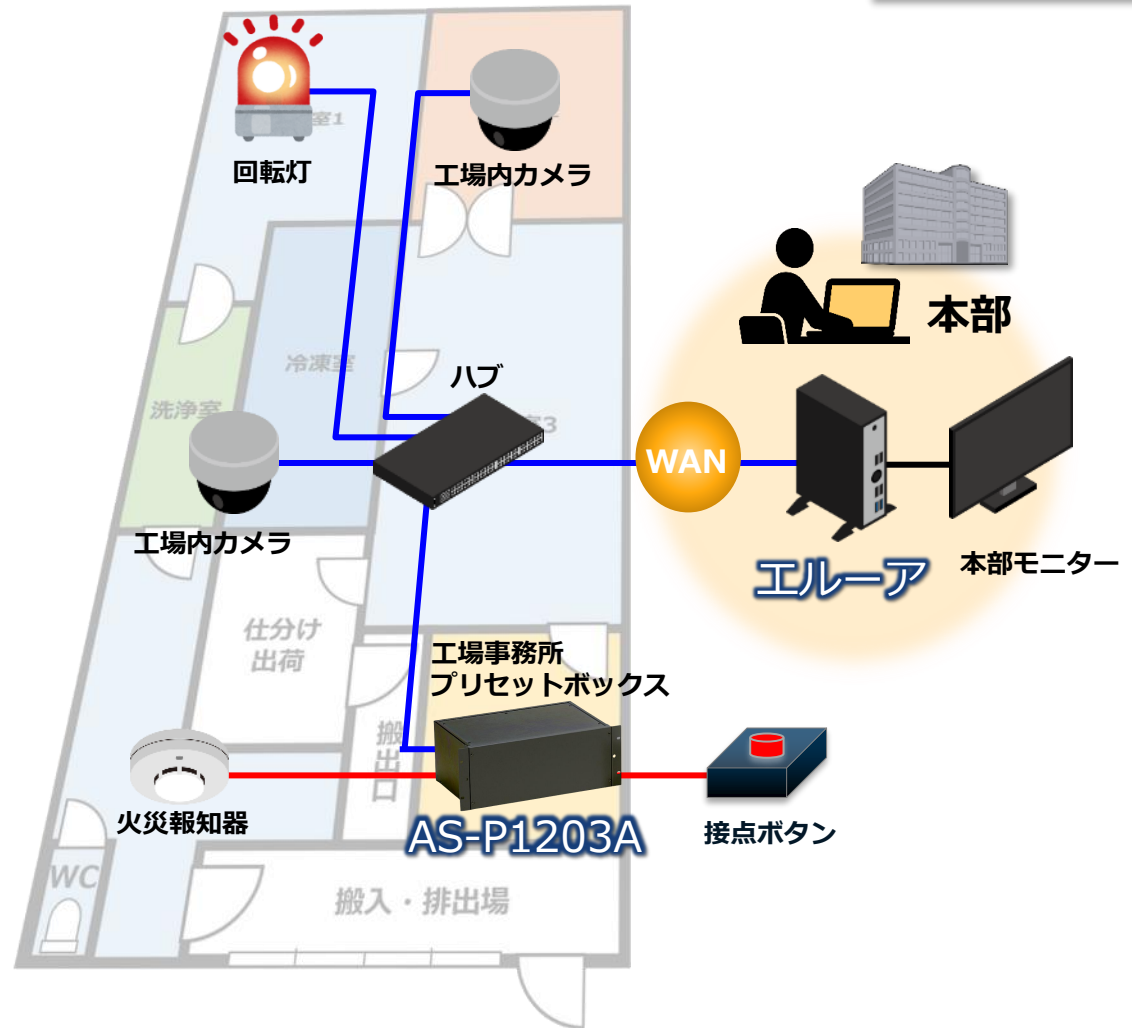 室1
回転灯
工場内カメラ
本部
冷凍室
ハブ
洗浄室
室3
WAN
工場内カメラ
エルーア
本部モニター
仕分け
出荷
工場事務所
プリセットボックス
搬出口
火災報知器
AS-P1203A
接点ボタン
WC
搬入・排出場